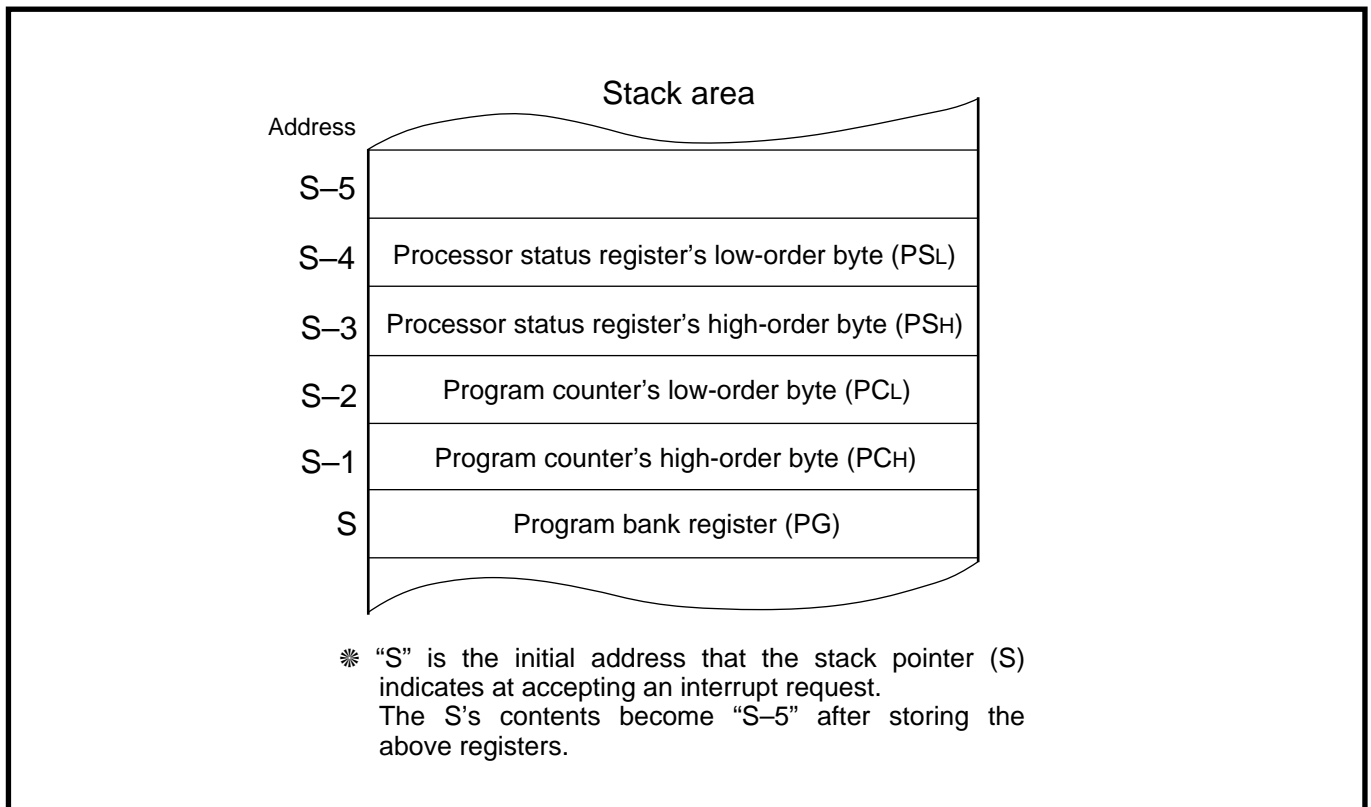 Stack area
Address
S–5
S–4 Processor status register’s low-order byte (PSL)
S–3 Processor status register’s high-order byte (PSH)
S–2 Program counter’s low-order byte (PCL)
S–1 Program counter’s high-order byte (PCH)
S Program bank register (PG)
❋ “S” is the initial address that the stack pointer (S)
indicates at accepting an interrupt request.
The S’s contents become “S–5” after storing the
above registers.